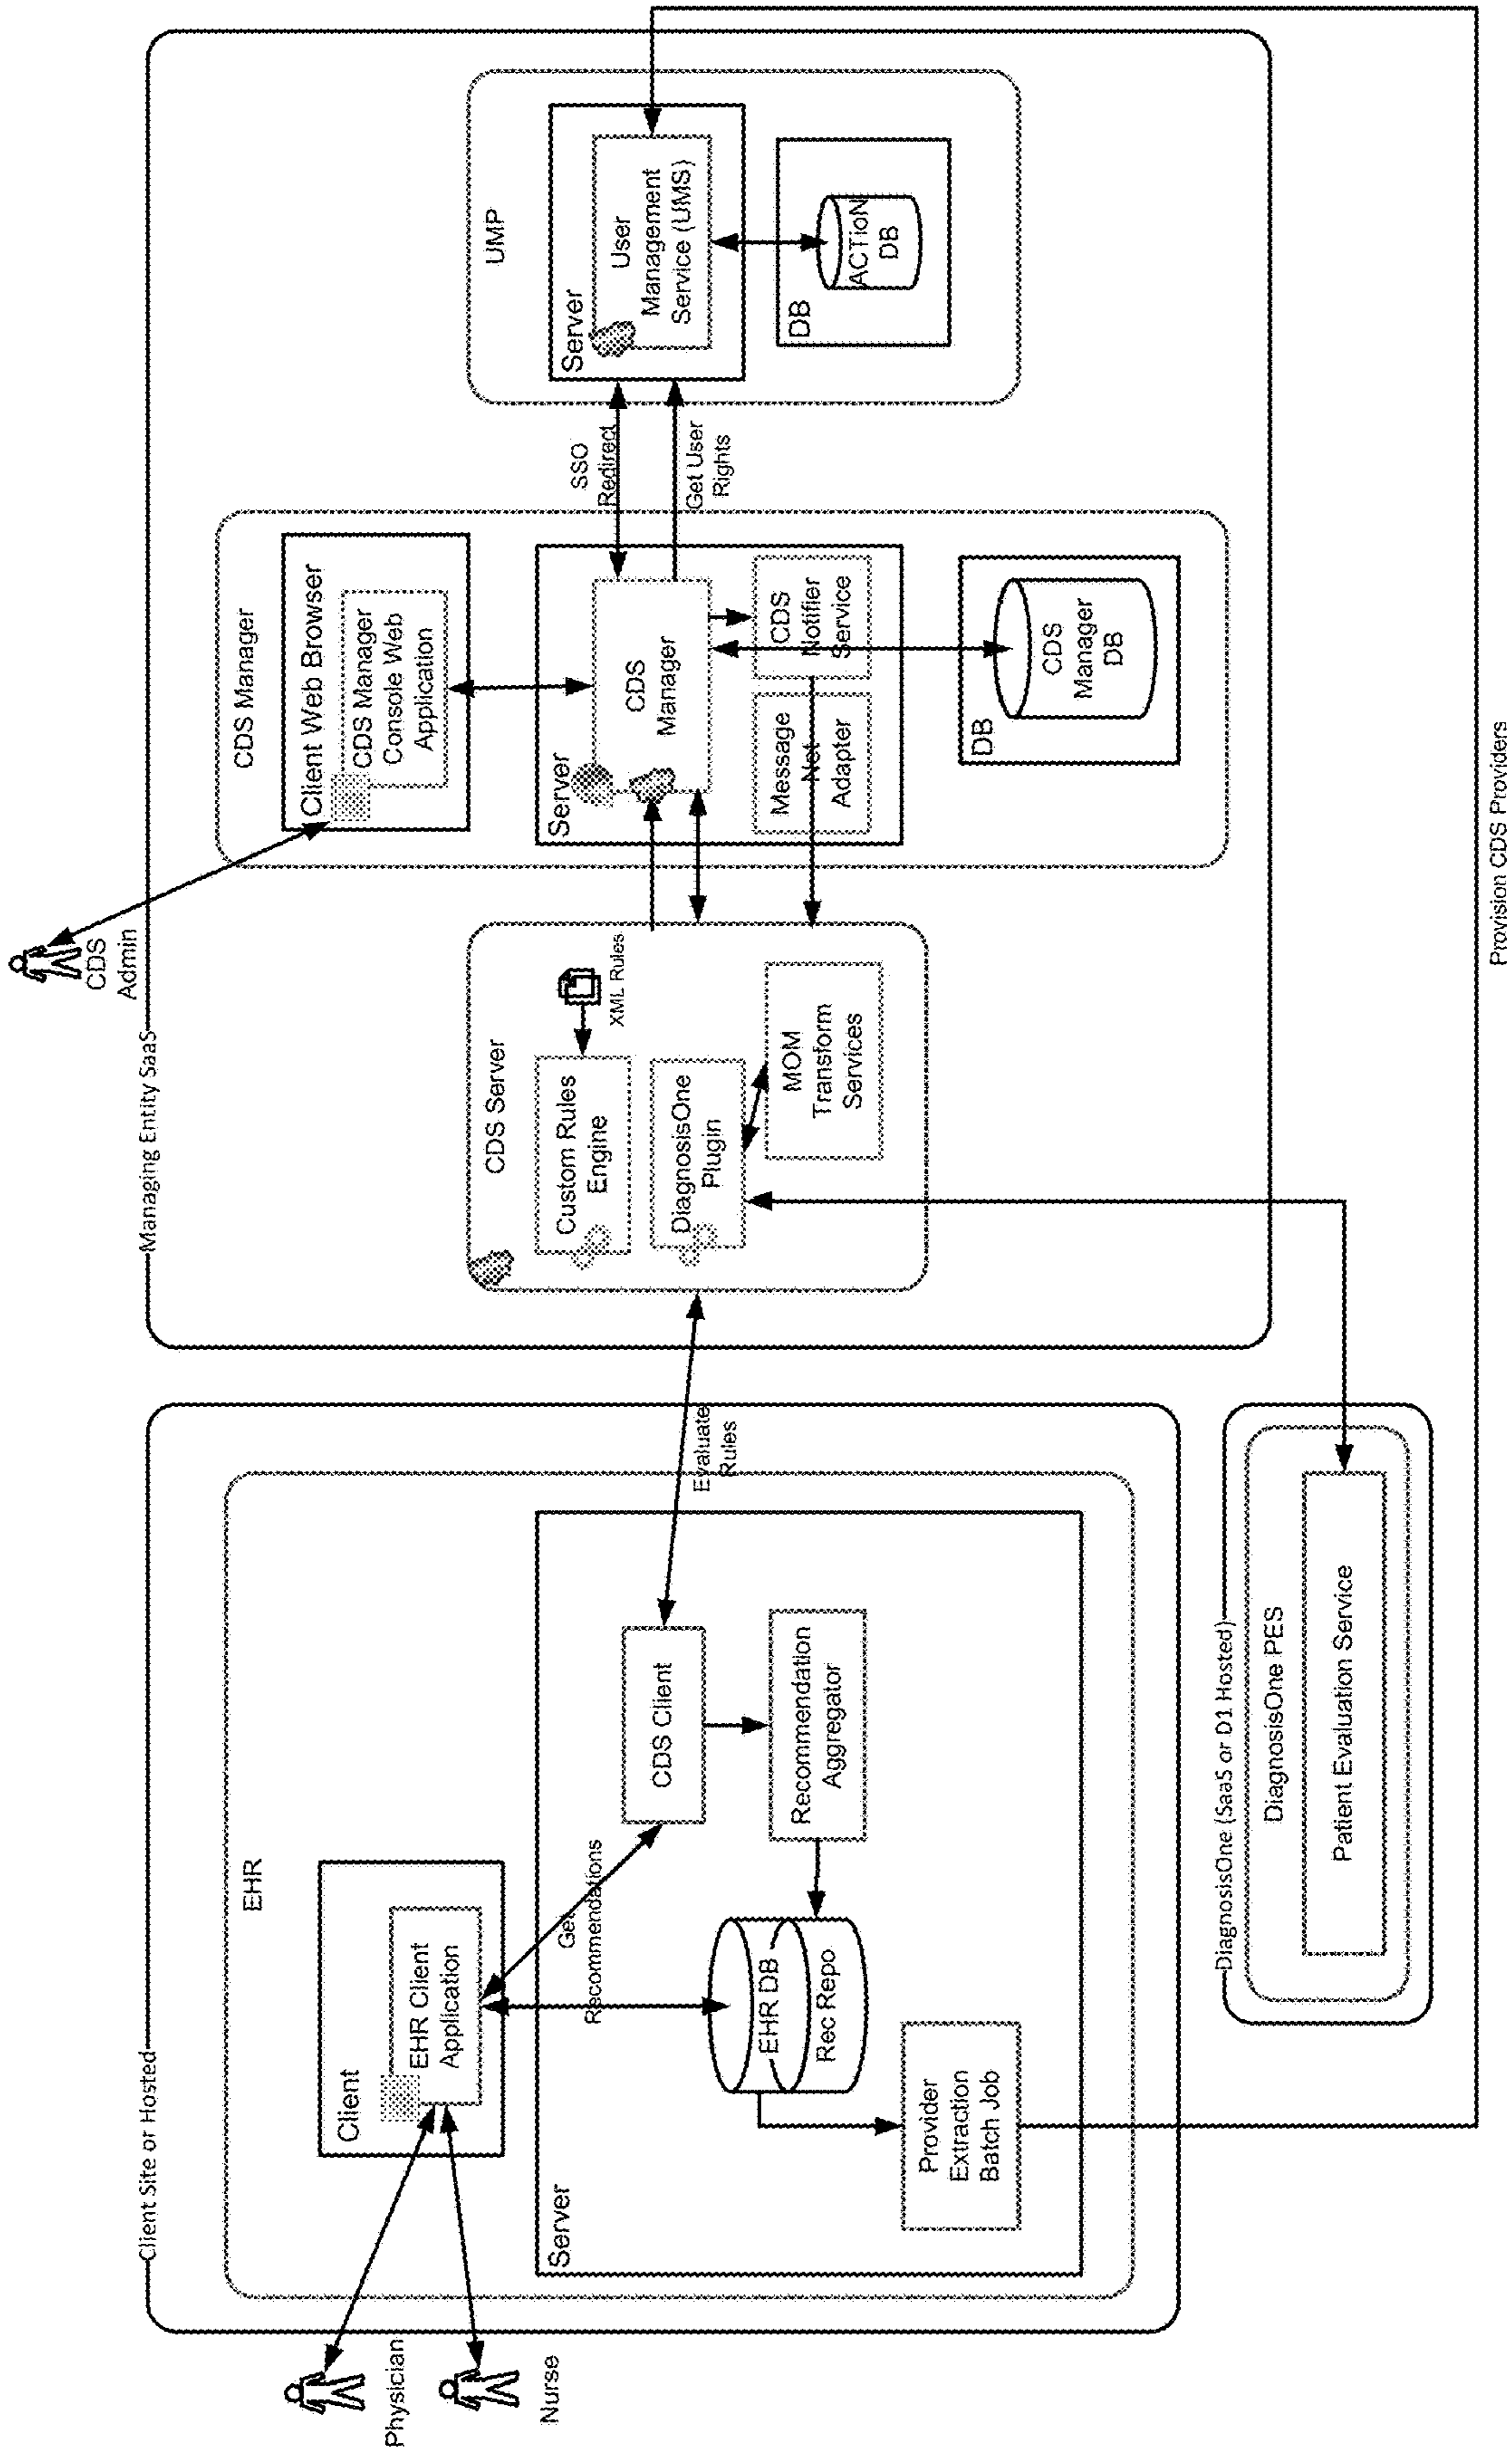 Client Site or Hosted
EHR
Physician
Nurse
Client
EHR Client
Application
Get
Recommendations
Server
CDS Client
Recommendation
Aggregator
EHR DB
Rec Repo
Provider
Extraction
Batch Job
Evaluate
Rules
DiagnosisOne (SaaS or D1 Hosted)
DiagnosisOne PES
Patient Evaluation Service
Managing Entity SaaS
CDS
Admin
CDS Server
Custom Rules
Engine
XML Rules
DiagnosisOne
Plugin
MOM
Transform
Services
CDS Manager
Client Web Browser
CDS Manager
Console Web
Application
Server
CDS
Manager
Message
Net
Adapter
CDS
Notifier
Service
DB
CDS
Manager
DB
SSO
Redirect
Get User
Rights
UMP
Server
User
Management
Service (UMS)
DB
ACTioN
DB
Provision CDS Providers